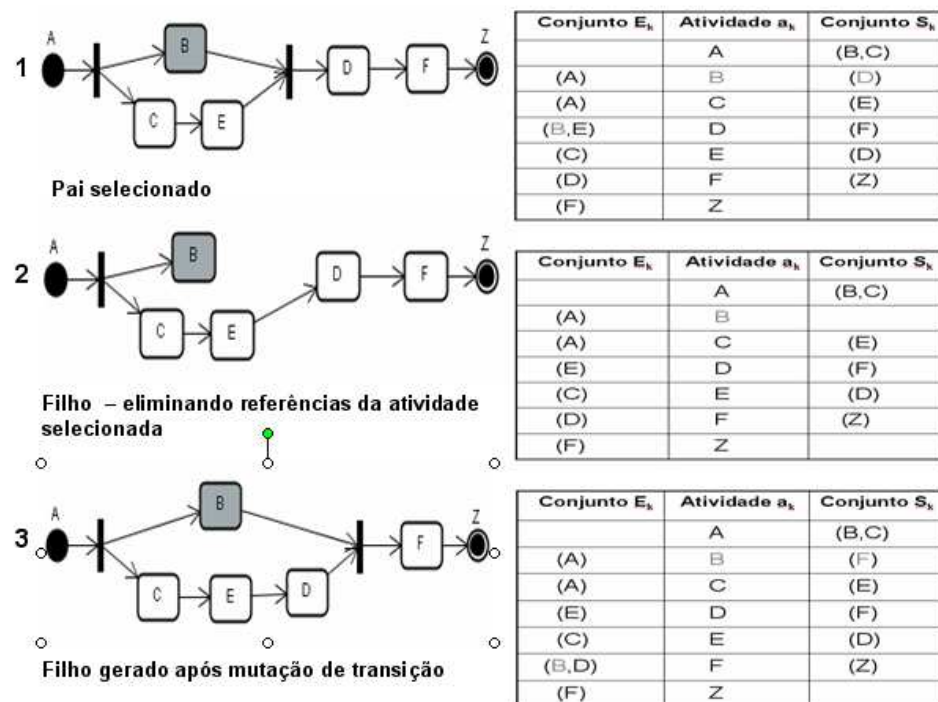 A
B
Z
1
D
F
C
E
Pai selecionado
Conjunto Eₖ Atividade aₖ Conjunto Sₖ
A (B,C)
(A) B (D)
(A) C (E)
(B,E) D (F)
(C) E (D)
(D) F (Z)
(F) Z
A
B
Z
2
D
F
C
E
Filho – eliminando referências da atividade
selecionada
Conjunto Eₖ Atividade aₖ Conjunto Sₖ
A (B,C)
(A) B
(A) C (E)
(E) D (F)
(C) E (D)
(D) F (Z)
(F) Z
A
B
Z
3
F
C
E
D
Filho gerado após mutação de transição
Conjunto Eₖ Atividade aₖ Conjunto Sₖ
A (B,C)
(A) B (F)
(A) C (E)
(E) D (F)
(C) E (D)
(B,D) F (Z)
(F) Z